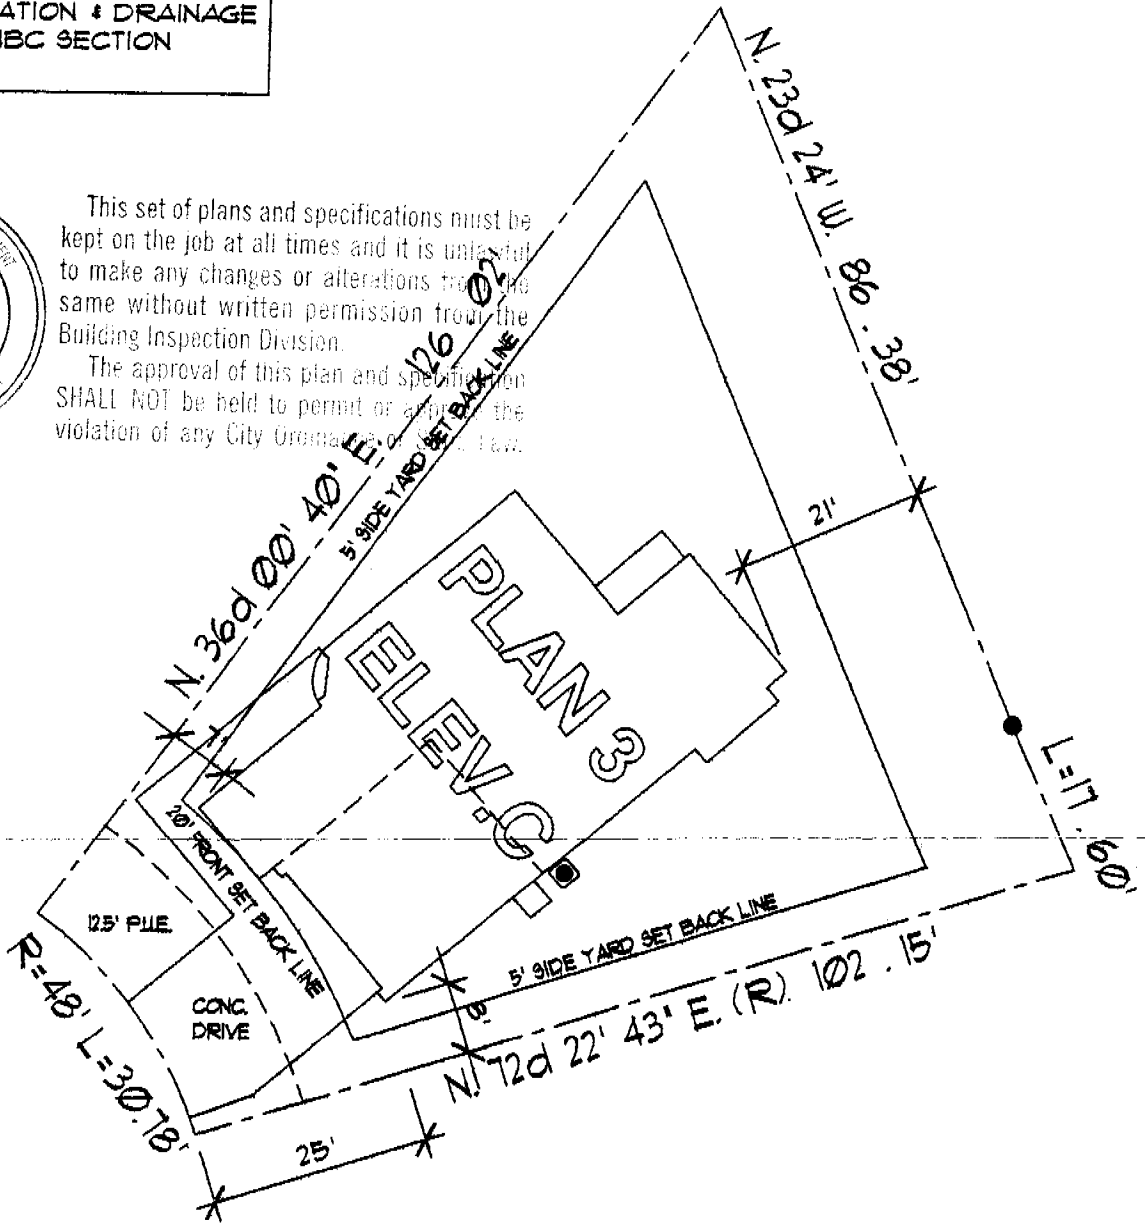 ATION & DRAINAGE
UBC SECTION
This set of plans and specifications must be
kept on the job at all times and it is unlawful
to make any changes or alterations from the
same without written permission from the
Building Inspection Division.
The approval of this plan and specification
SHALL NOT be held to permit or approve the
violation of any City Ordinance or State Law.
N. 23d 24' W. 86.38'
N. 36d 00' 40" E. 126.02'
5' SIDE YARD SET BACK LINE
21'
PLAN 3
ELEV.C
20' FRONT SET BACK LINE
12.5' P.U.E.
CONC.
DRIVE
R=48' L=30.78'
5' SIDE YARD SET BACK LINE
8'
N. 72d 22' 43" E. (R). 102.15'
L=17.60'
25'